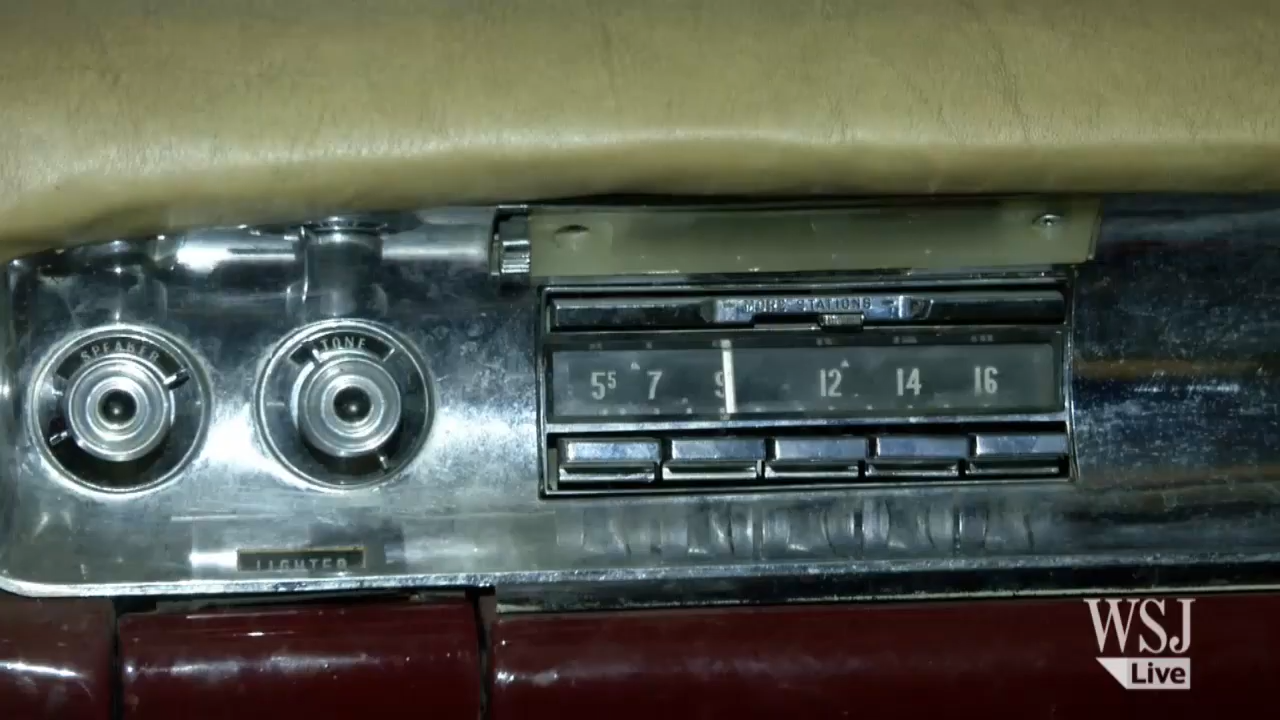 MORE STATIONS
SPEAKER
TONE
5⁵ 7 9 12 14 16
LIGHTER
WSJ
Live